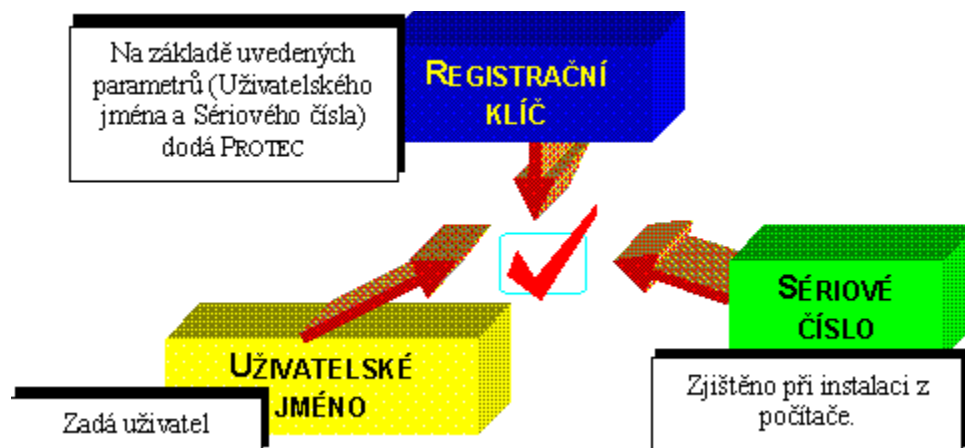 Na základě uvedených
parametrů (Uživatelského
jména a Sériového čísla)
dodá PROTEC
REGISTRAČNÍ
KLÍČ
SÉRIOVÉ
ČÍSLO
Zjištěno při instalaci z
počítače.
UŽIVATELSKÉ
JMÉNO
Zadá uživatel